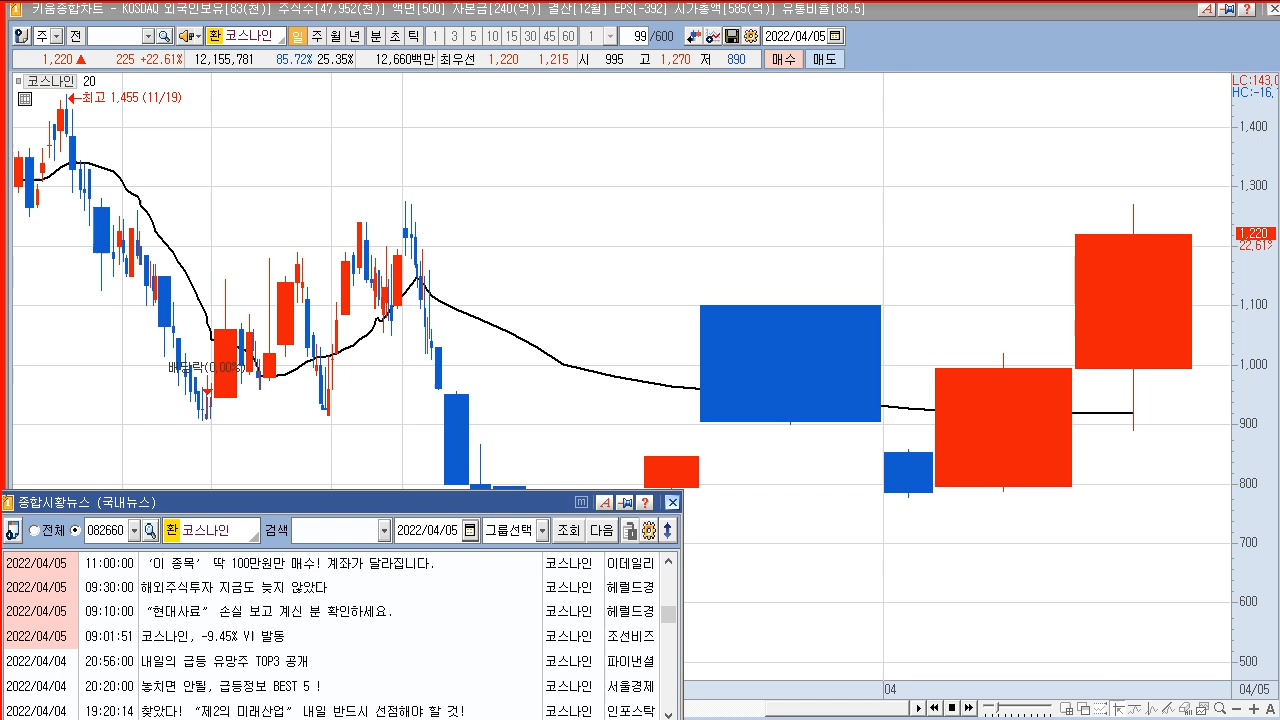 키움종합차트 - KOSDAQ 외국인보유[83(천)] 주식수[47,952(천)] 액면[500] 자본금[240(억)] 결산[12월] EPS[-392] 시가총액[585(억)] 유통비율[88.5]
주 전 환 코스나인 일 주 월 년 분 초 틱 1 3 5 10 15 30 45 60 1 99 /600 2022/04/05
1,220 ▲ 225 +22.61% 12,155,781 85.72% 25.35% 12,660백만 최우선 1,220 1,215 시 995 고 1,270 저 890 매수 매도
코스나인 20
LC:143,0
HC:-16,
최고 1,455 (11/19)
1,400
1,300
1,220
22,61%
1,100
1,000
배당락(0,00%)
900
800
700
600
500
04
04/05
종합시황뉴스 (국내뉴스)
전체 082660 환 코스나인 검색 2022/04/05 그룹선택 조회 다음
2022/04/05 11:00:00 ‘이 종목’ 딱 100만원만 매수! 계좌가 달라집니다. 코스나인 이데일리
2022/04/05 09:30:00 해외주식투자 지금도 늦지 않았다 코스나인 헤럴드경
2022/04/05 09:10:00 “현대사료” 손실 보고 계신 분 확인하세요. 코스나인 헤럴드경
2022/04/05 09:01:51 코스나인, -9.45% VI 발동 코스나인 조선비즈
2022/04/04 20:56:00 내일의 급등 유망주 TOP3 공개 코스나인 파이낸셜
2022/04/04 20:20:00 놓치면 안될, 급등정보 BEST 5 ! 코스나인 서울경제
2022/04/04 19:20:14 찾았다! “제2의 미래산업” 내일 반드시 선점해야 할 것! 코스나인 인포스탁